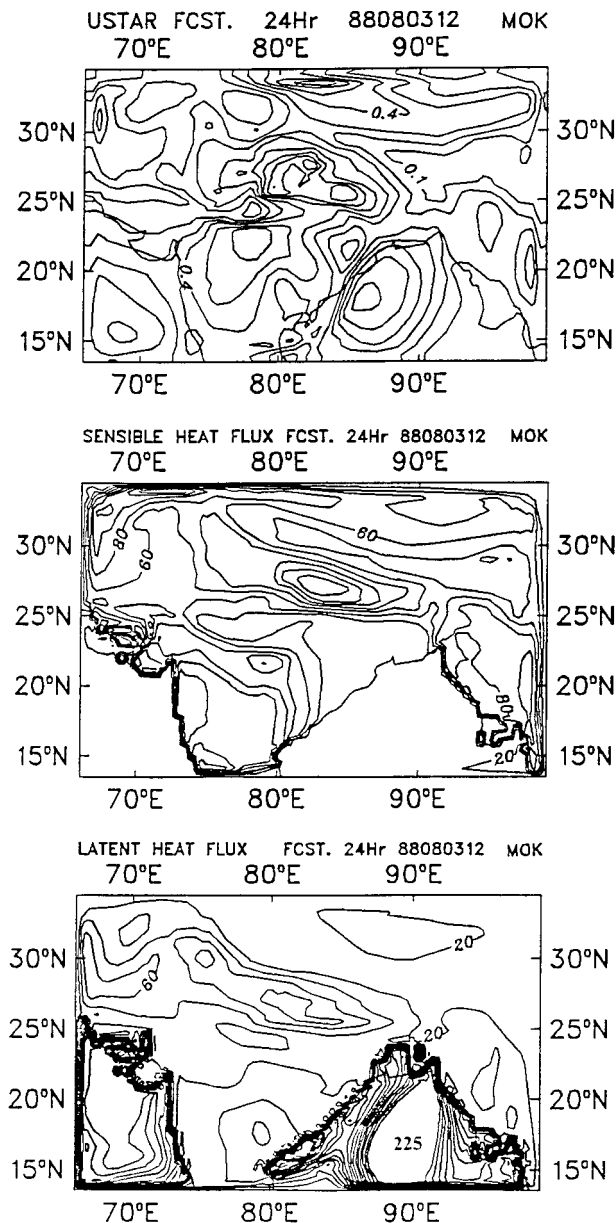 USTAR FCST. 24Hr 88080312 MOK
70°E 80°E 90°E
0.4
30°N 30°N
0.1
25°N 25°N
20°N 20°N
0.4
15°N 15°N
70°E 80°E 90°E
SENSIBLE HEAT FLUX FCST. 24Hr 88080312 MOK
70°E 80°E 90°E
80 60 80
30°N 30°N
25°N 25°N
20°N 20°N
80
15°N 20 15°N
70°E 80°E 90°E
LATENT HEAT FLUX FCST. 24Hr 88080312 MOK
70°E 80°E 90°E
20
30°N 30°N
60
25°N 20 25°N
20°N 20°N
225
15°N 15°N
70°E 80°E 90°E